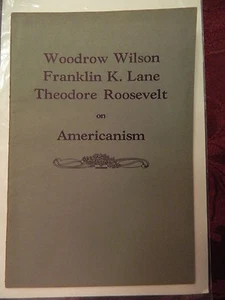 Woodrow Wilson
Franklin K. Lane
Theodore Roosevelt
on
Americanism